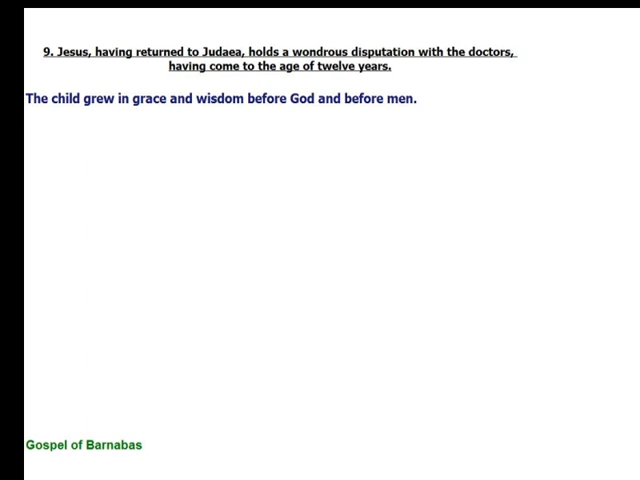 9. Jesus, having returned to Judaea, holds a wondrous disputation with the doctors,
having come to the age of twelve years.
The child grew in grace and wisdom before God and before men.
Gospel of Barnabas